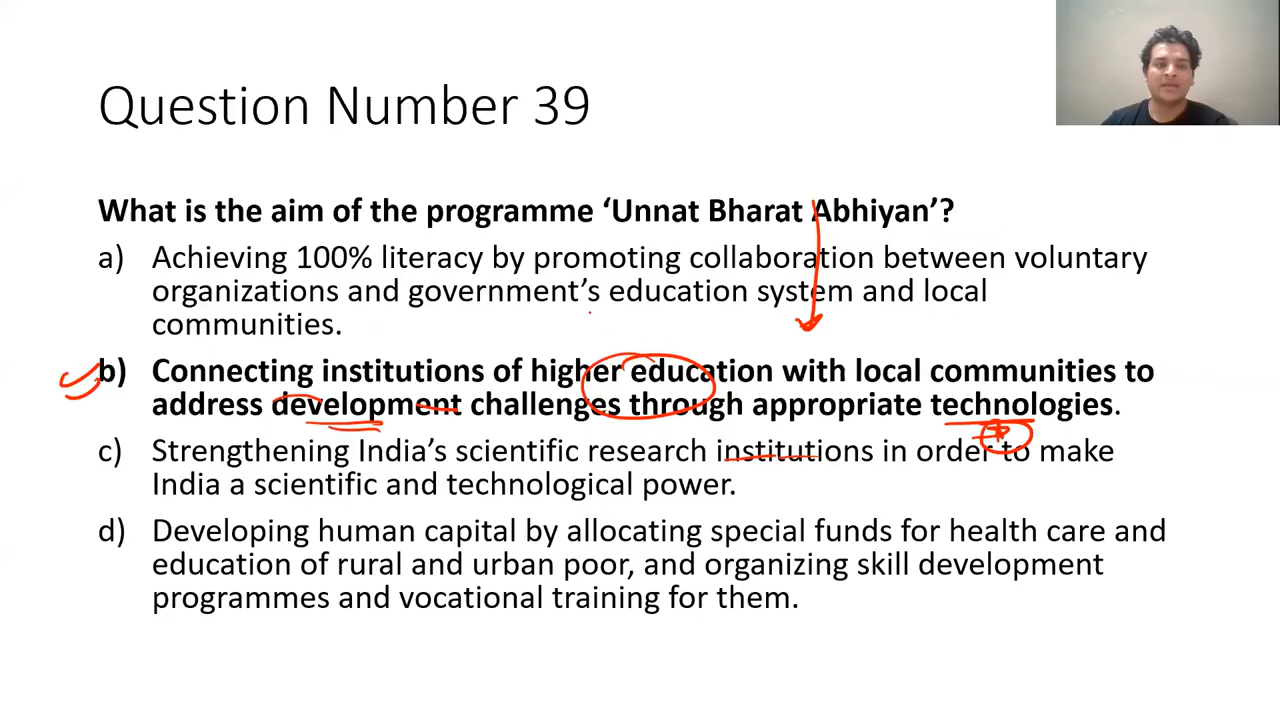 Question Number 39
What is the aim of the programme ‘Unnat Bharat Abhiyan’?
a) Achieving 100% literacy by promoting collaboration between voluntary
organizations and government’s education system and local
communities.
b) Connecting institutions of higher education with local communities to
address development challenges through appropriate technologies.
c) Strengthening India’s scientific research institutions in order to make
India a scientific and technological power.
d) Developing human capital by allocating special funds for health care and
education of rural and urban poor, and organizing skill development
programmes and vocational training for them.